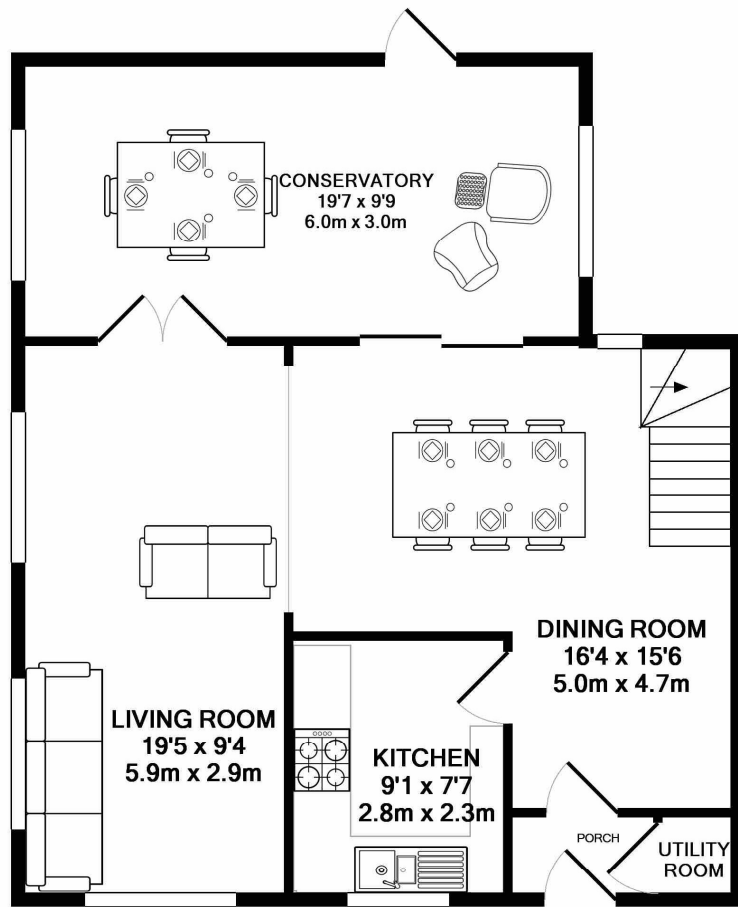 CONSERVATORY
19'7 x 9'9
6.0m x 3.0m
DINING ROOM
16'4 x 15'6
5.0m x 4.7m
LIVING ROOM
19'5 x 9'4
5.9m x 2.9m
KITCHEN
9'1 x 7'7
2.8m x 2.3m
PORCH
UTILITY
ROOM